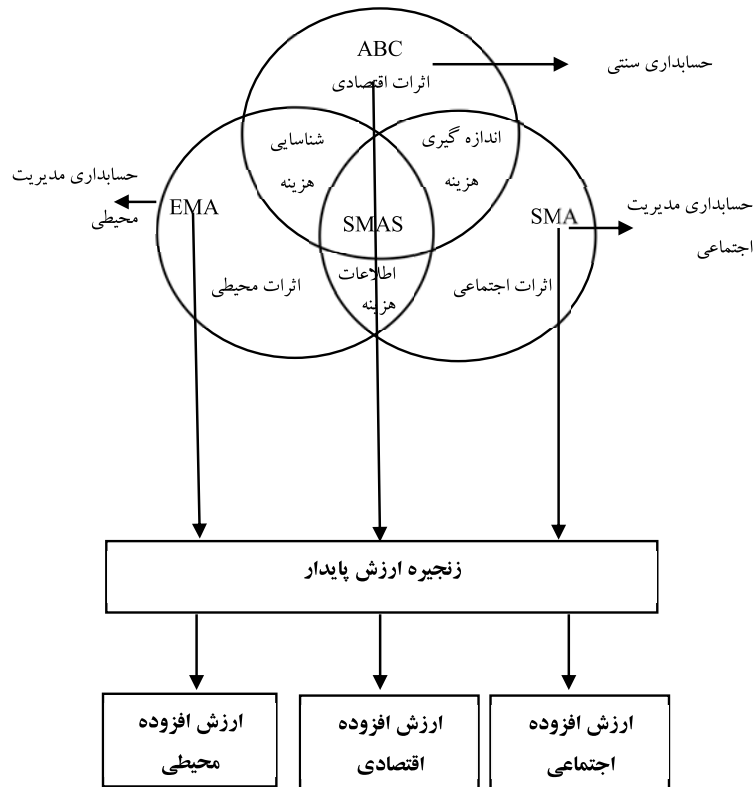 ABC
اثرات اقتصادی
حسابداری سنتی
اندازه گیری
هزینه
شناسایی
هزینه
حسابداری مدیریت
محیطی
EMA
SMAS
SMA
حسابداری مدیریت
اجتماعی
اثرات محیطی
اطلاعات
هزینه
اثرات اجتماعی
زنجیره ارزش پایدار
ارزش افزوده
اجتماعی
ارزش افزوده
اقتصادی
ارزش افزوده
محیطی